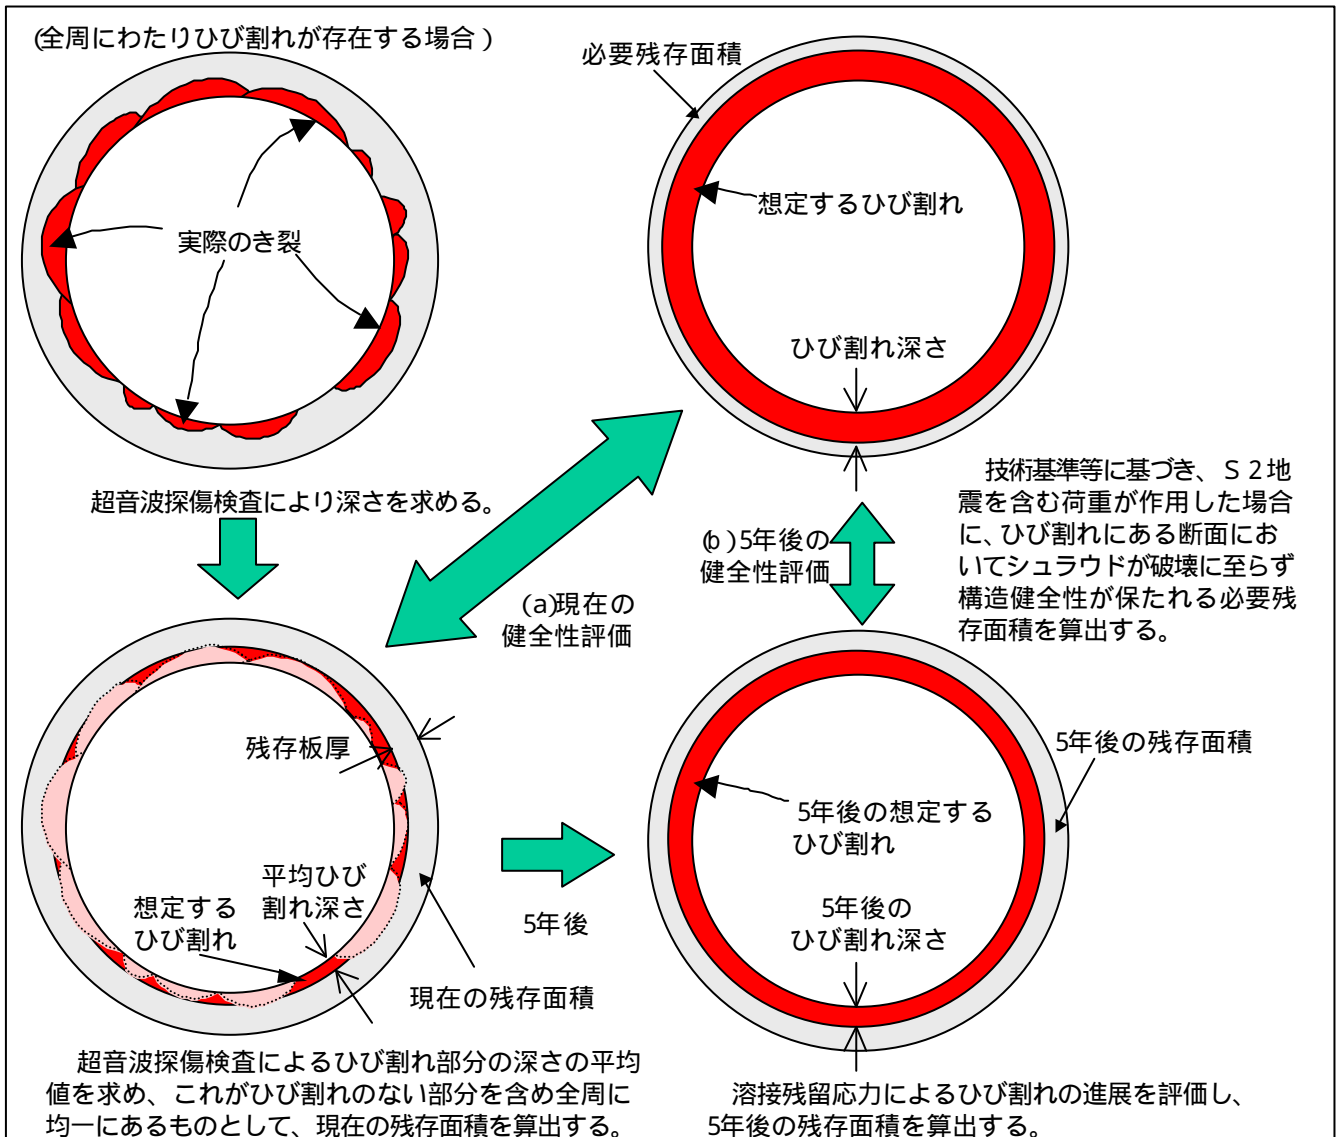 (全周にわたりひび割れが存在する場合)
実際のき裂
超音波探傷検査により深さを求める。
必要残存面積
想定するひび割れ
ひび割れ深さ
(a)現在の
健全性評価
(b)5年後の
健全性評価
技術基準等に基づき、S2地
震を含む荷重が作用した場合
に、ひび割れにある断面にお
いてシュラウドが破壊に至らず
構造健全性が保たれる必要残
存面積を算出する。
残存板厚
平均ひび
割れ深さ
想定する
ひび割れ
現在の残存面積
5年後
5年後の残存面積
5年後の想定する
ひび割れ
5年後の
ひび割れ深さ
超音波探傷検査によるひび割れ部分の深さの平均
値を求め、これがひび割れのない部分を含め全周に
均一にあるものとして、現在の残存面積を算出する。
溶接残留応力によるひび割れの進展を評価し、
5年後の残存面積を算出する。